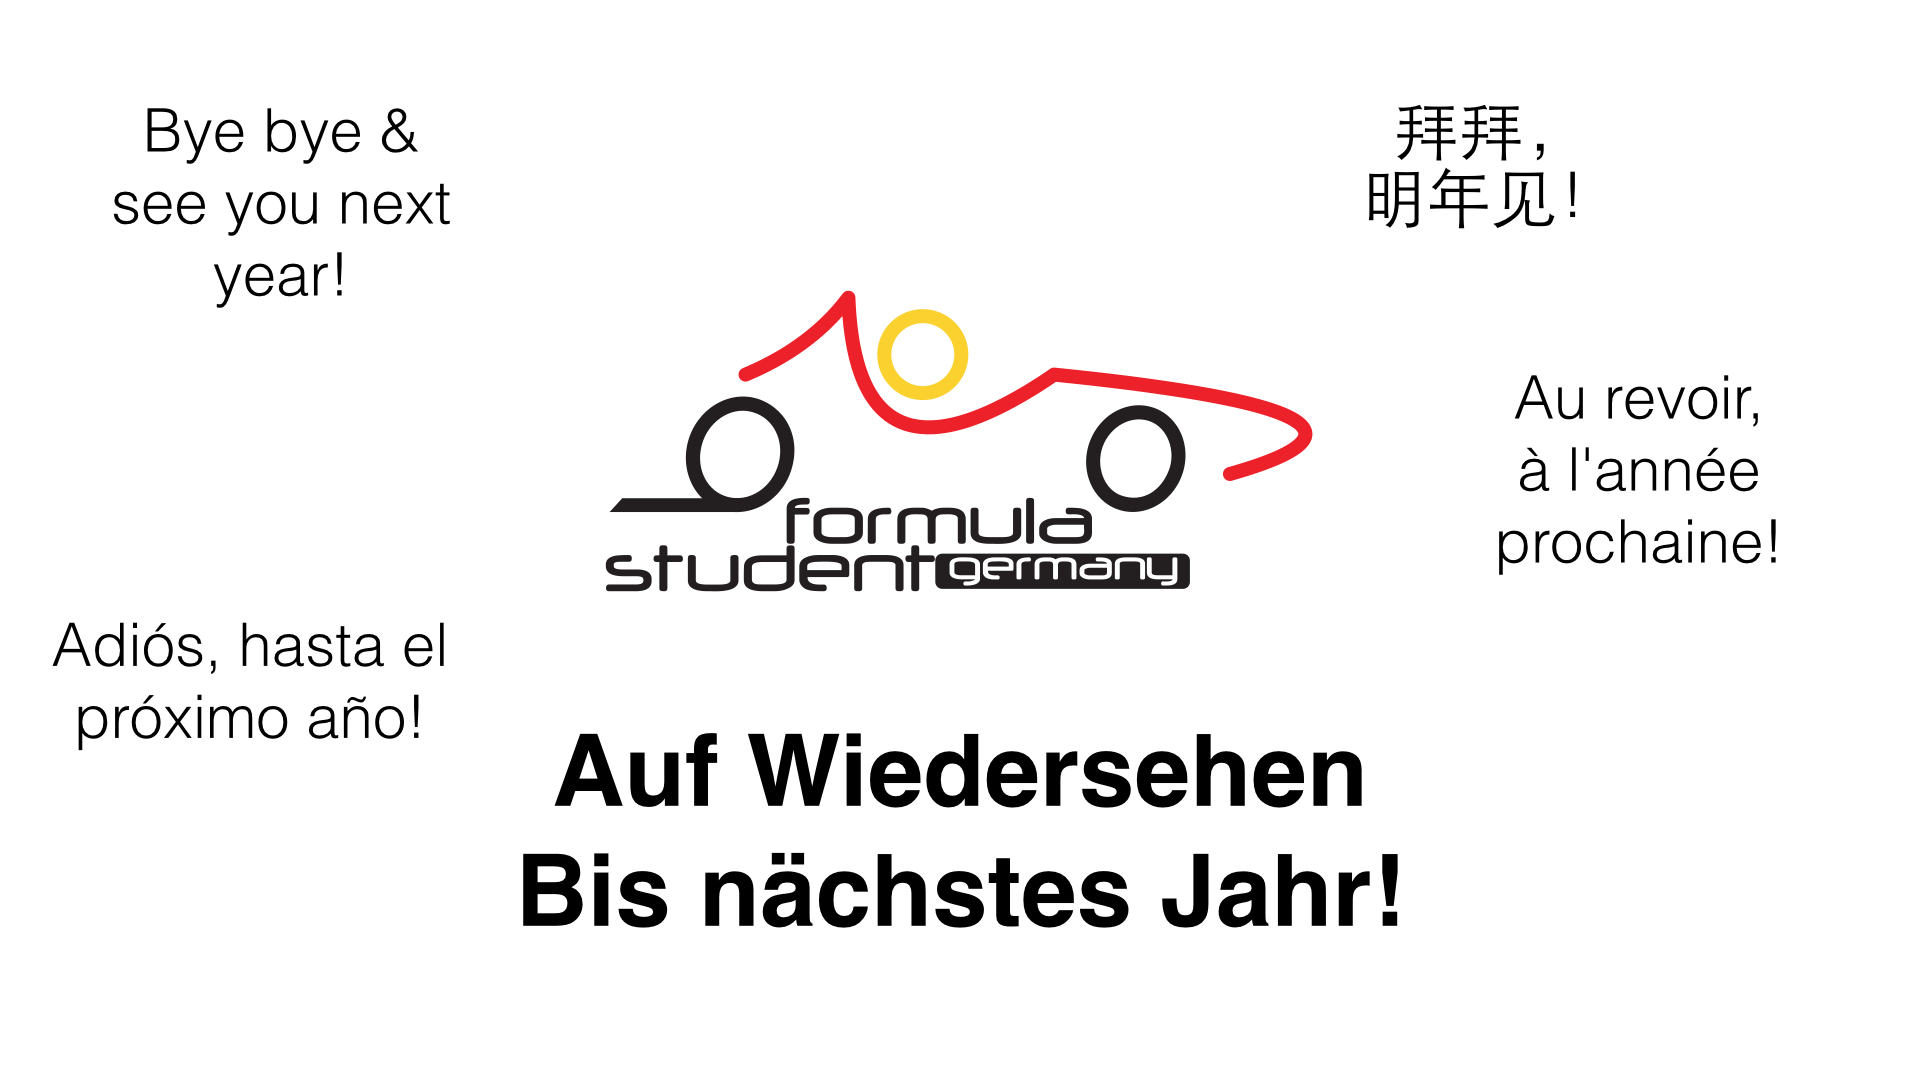 Bye bye &
see you next
year!
拜拜，
明年见！
Au revoir,
à l'année
prochaine!
formula
student germany
Adiós, hasta el
próximo año!
Auf Wiedersehen
Bis nächstes Jahr!